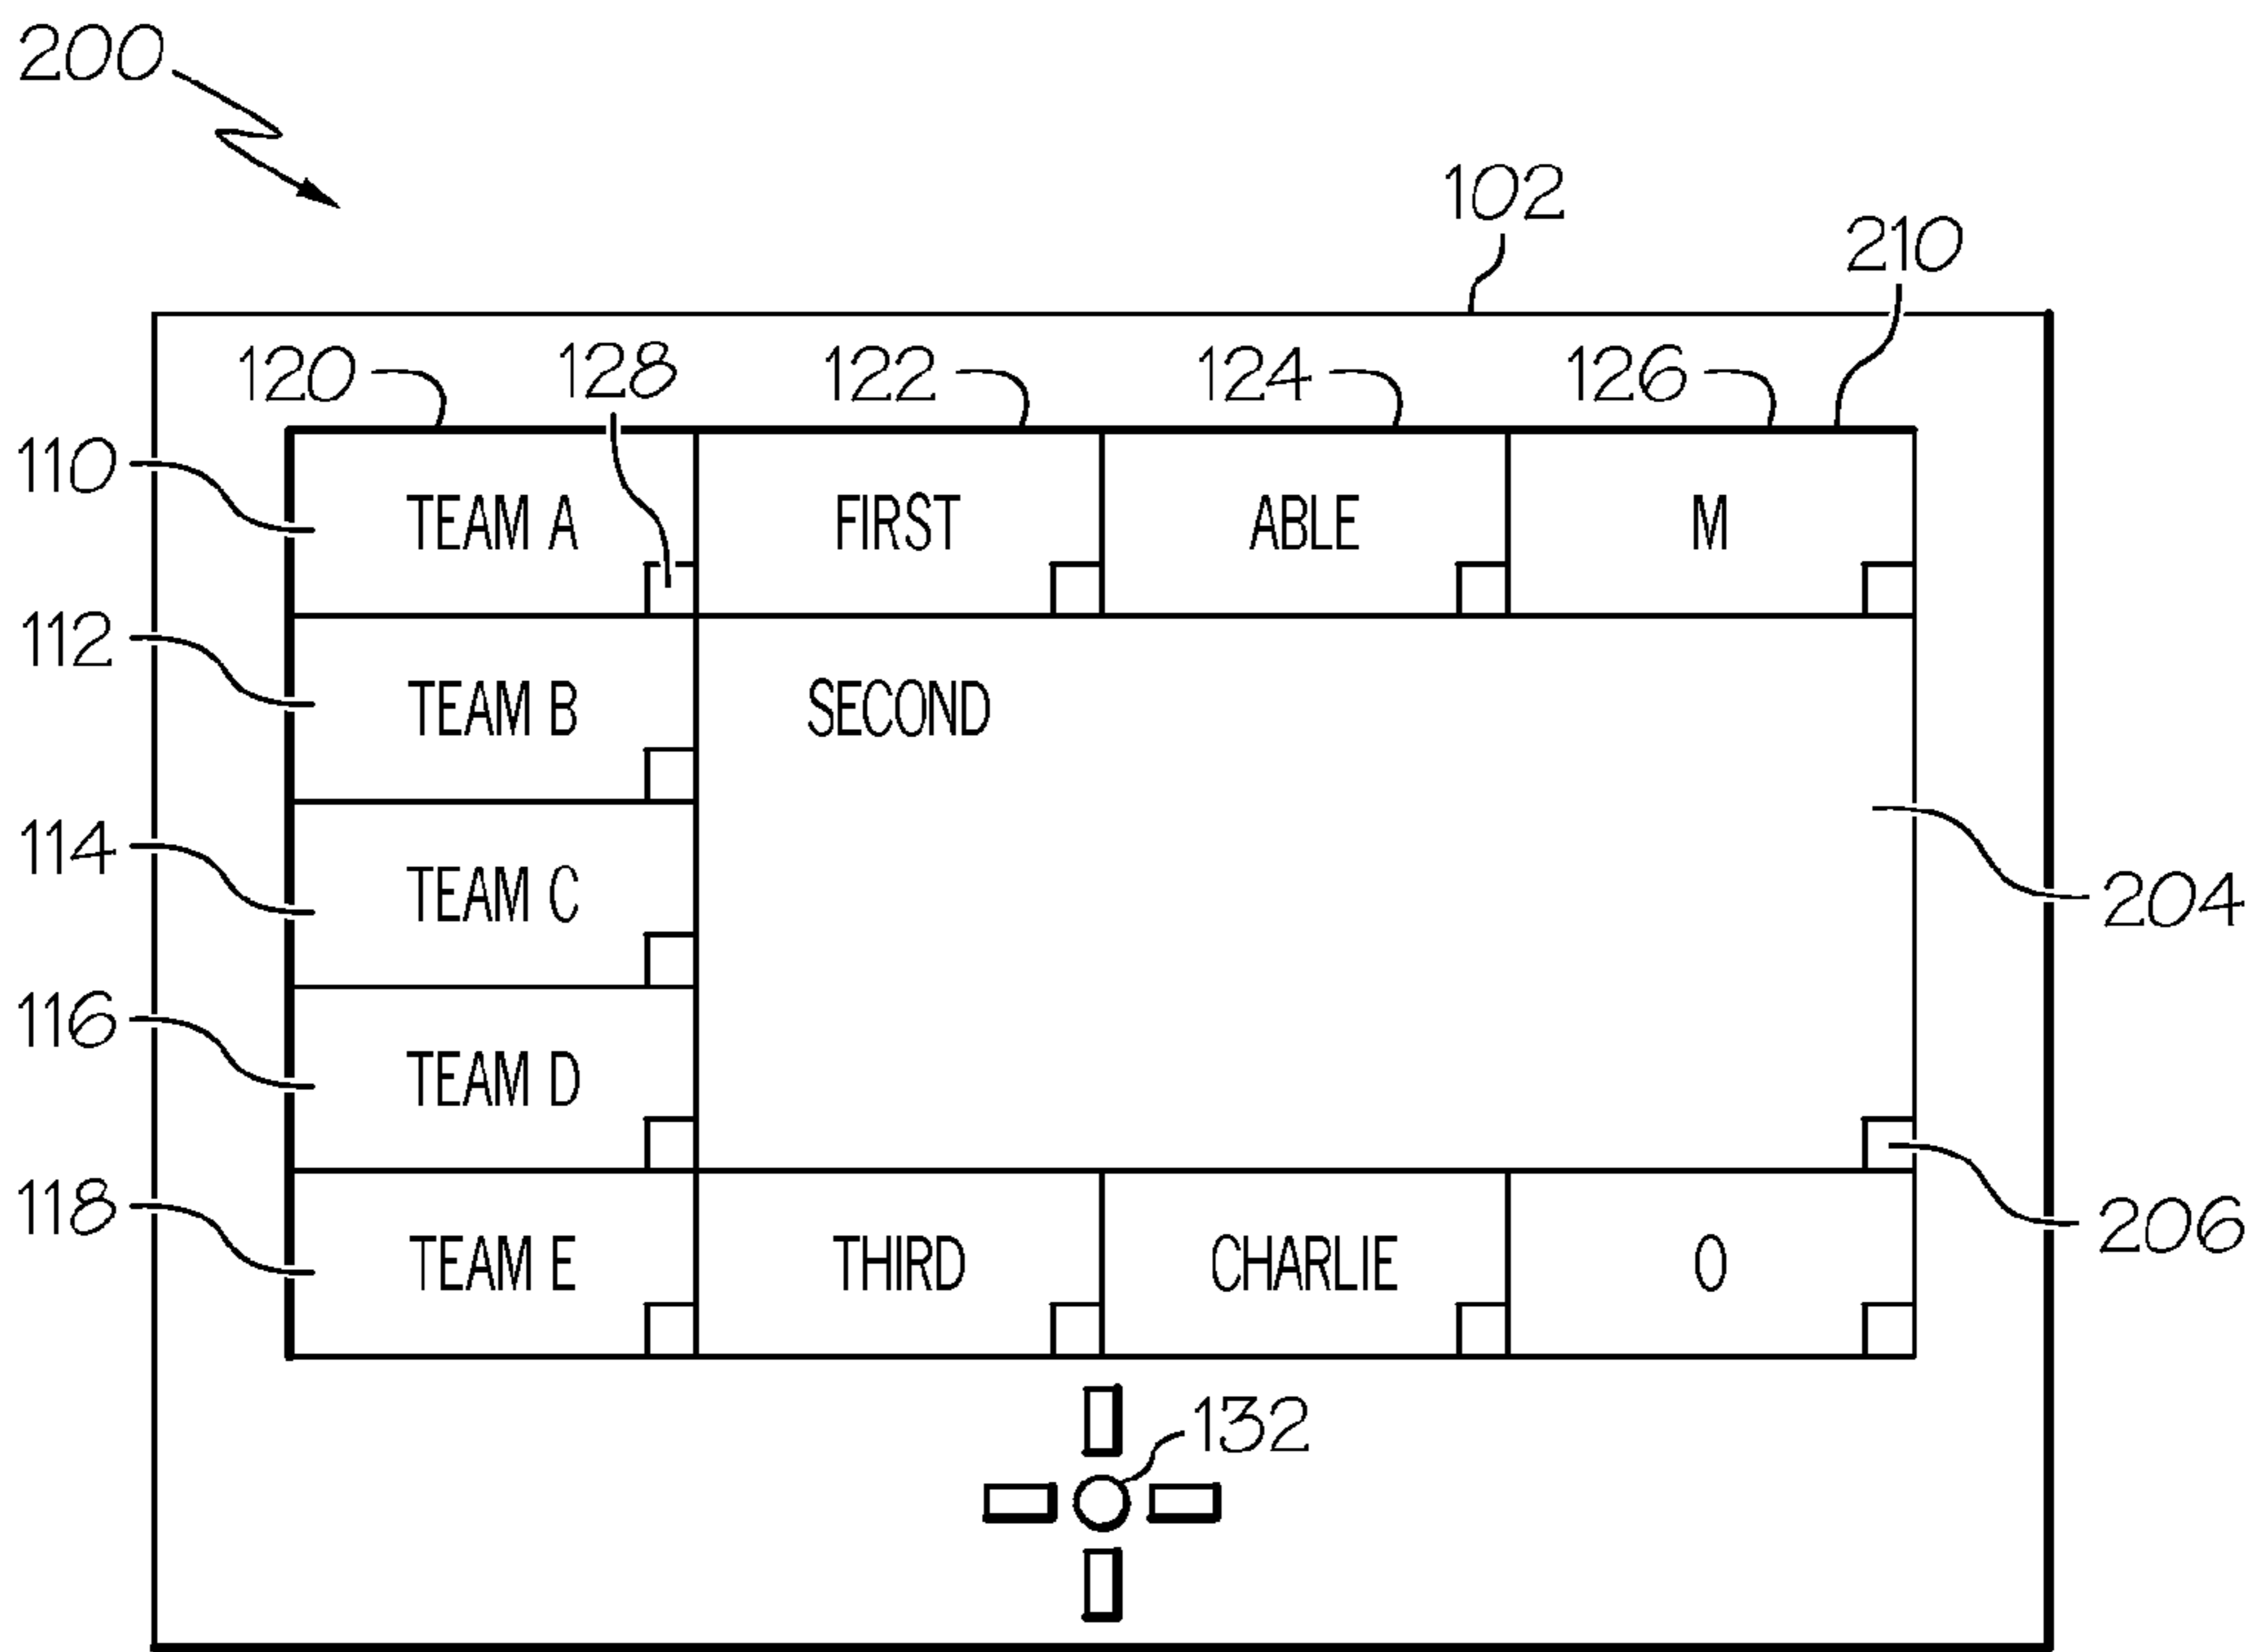 200
102
210
120 128 122 124 126
110
TEAM A FIRST ABLE M
112
TEAM B SECOND
114
TEAM C
204
116
TEAM D
118
206
TEAM E THIRD CHARLIE O
132